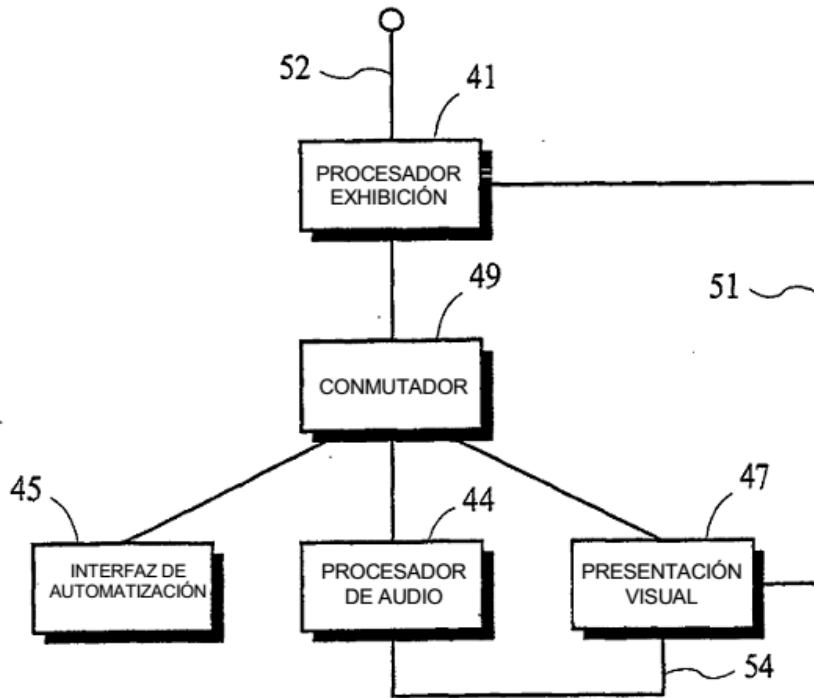 52
41
PROCESADOR
EXHIBICIÓN
51
49
CONMUTADOR
45
44
47
INTERFAZ DE
AUTOMATIZACIÓN
PROCESADOR
DE AUDIO
PRESENTACIÓN
VISUAL
54